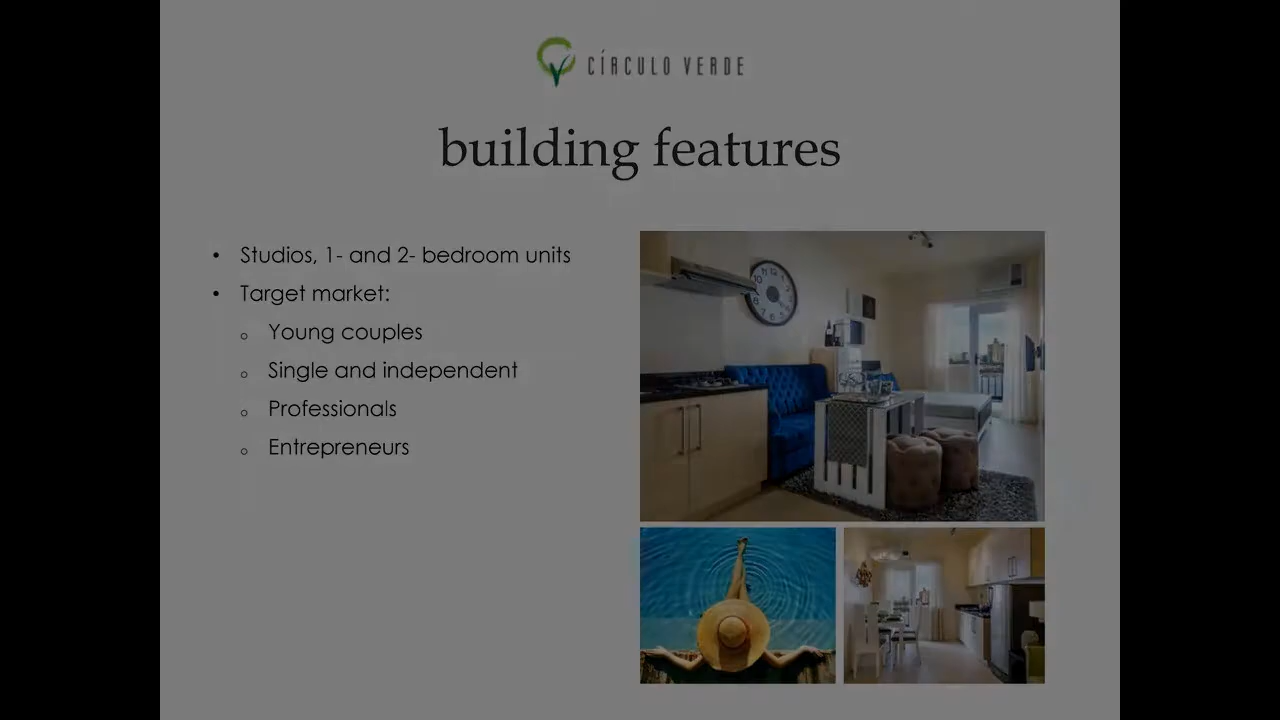 CÍRCULO VERDE
building features
• Studios, 1- and 2- bedroom units
• Target market:
o Young couples
o Single and independent
o Professionals
o Entrepreneurs